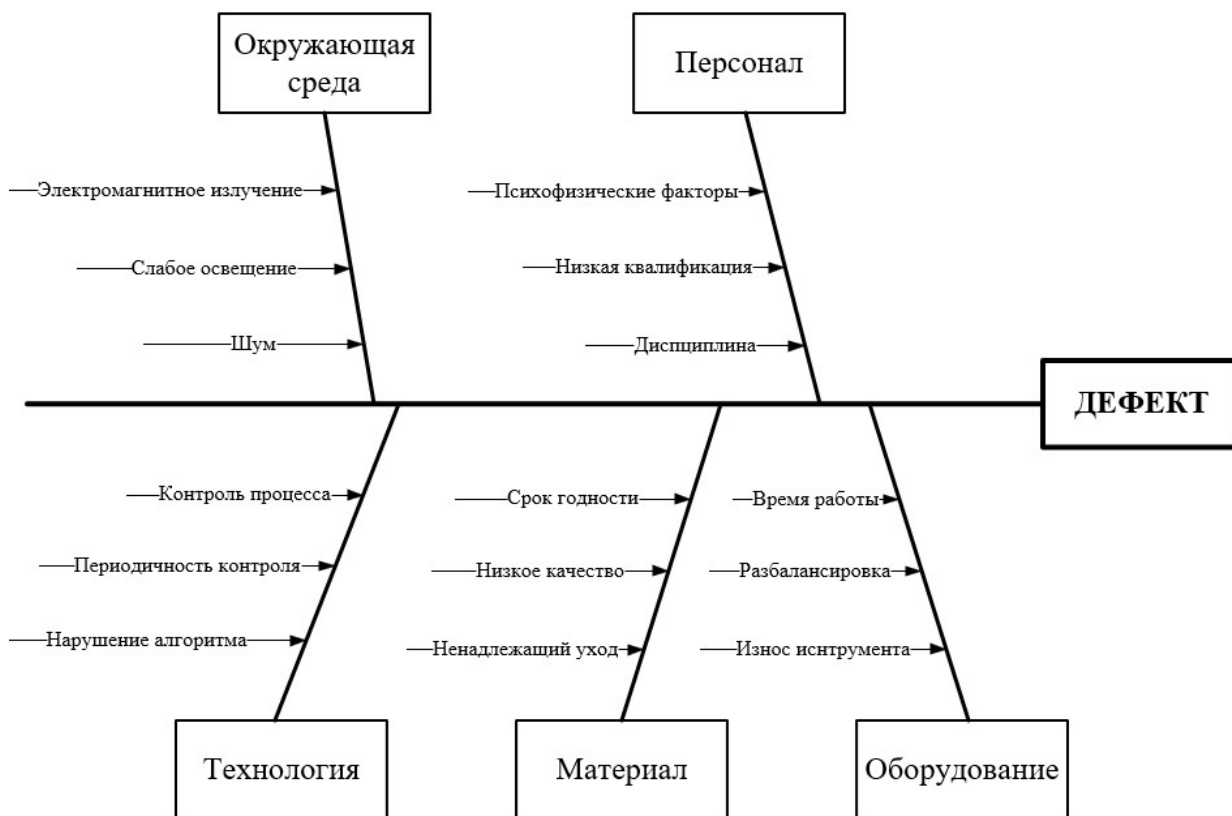 Окружающая
среда
Персонал
Электромагнитное излучение
Психофизические факторы
Слабое освещение
Низкая квалификация
Шум
Диспциплина
ДЕФЕКТ
Контроль процесса
Срок годности
Время работы
Периодичность контроля
Низкое качество
Разбалансировка
Нарушение алгоритма
Ненадлежащий уход
Износ иснтрумента
Технология
Материал
Оборудование